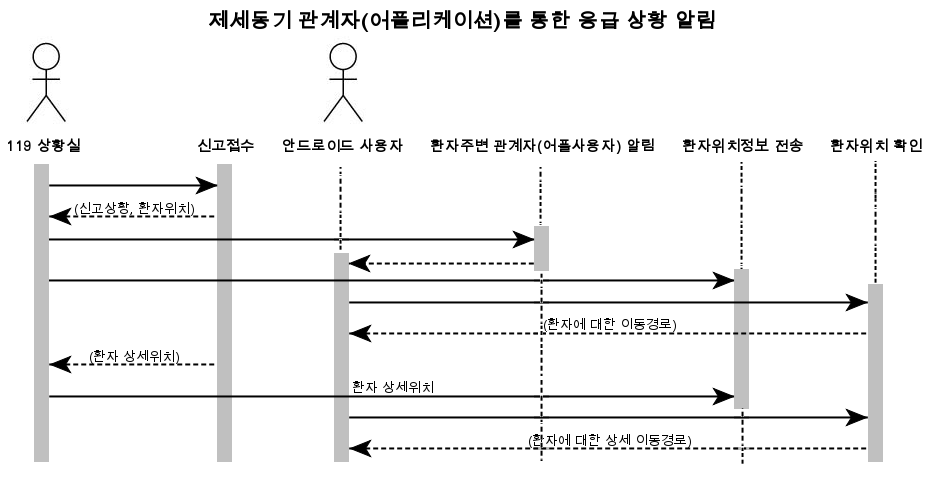 제세동기 관계자(어플리케이션)를 통한 응급 상황 알림
119 상황실
신고접수
안드로이드 사용자
환자주변 관계자(어플사용자) 알림
환자위치정보 전송
환자위치 확인
(신고상황, 환자위치)
(환자에 대한 이동경로)
(환자 상세위치)
환자 상세위치
(환자에 대한 상세 이동경로)